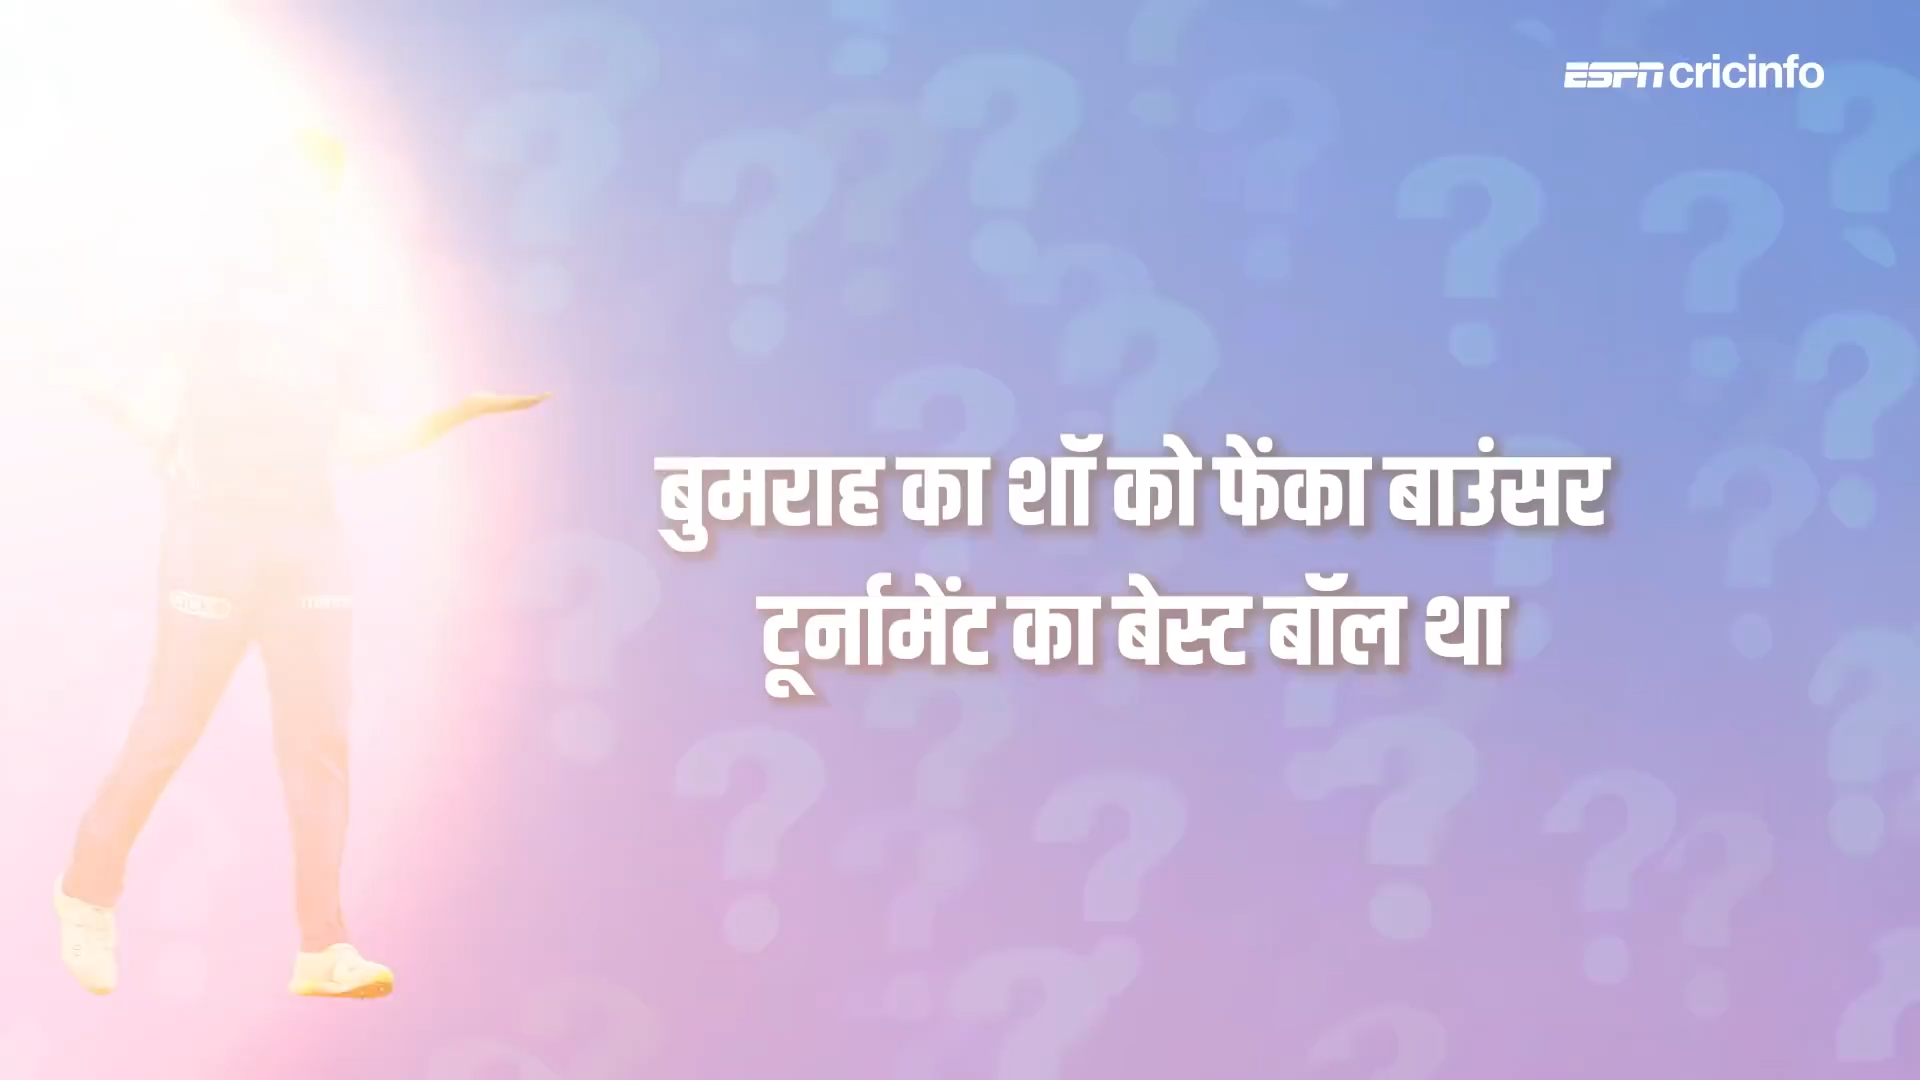 ESPNcricinfo
बुमराह का शॉ को फेंका बाउंसर
टूर्नामेंट का बेस्ट बॉल था